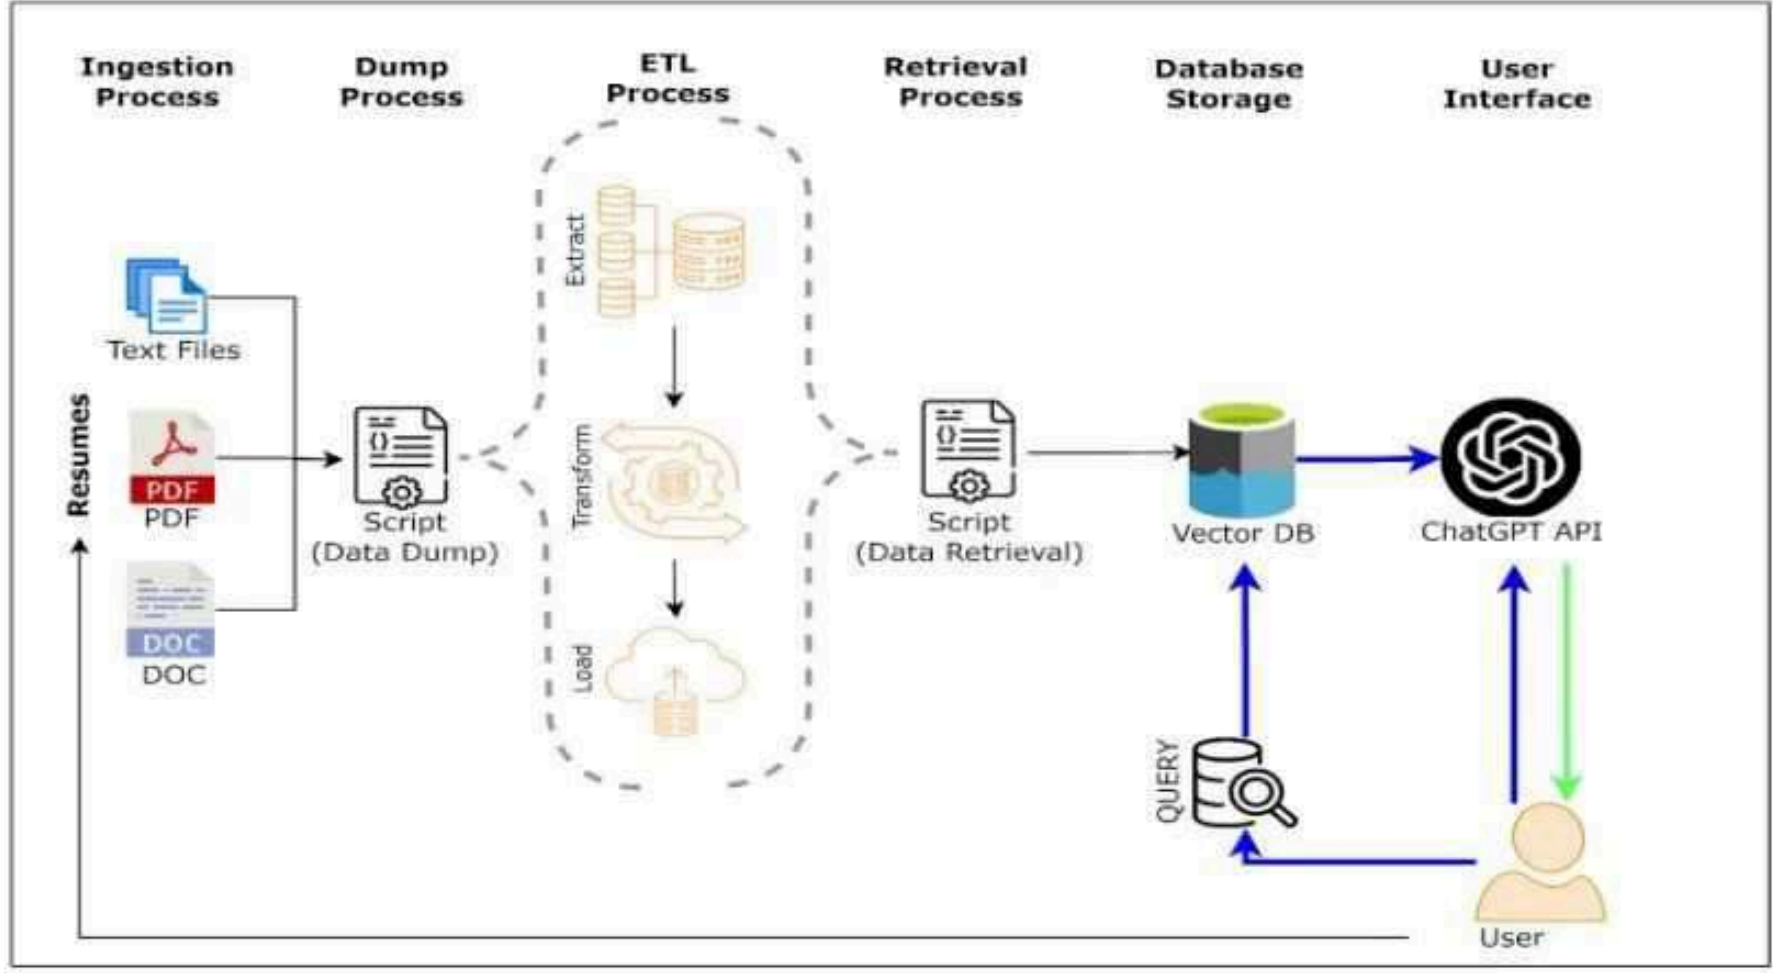 Ingestion
Process
Dump
Process
ETL
Process
Retrieval
Process
Database
Storage
User
Interface
Resumes
Text Files
PDF
PDF
DOC
DOC
Script
(Data Dump)
Extract
Transform
Load
Script
(Data Retrieval)
Vector DB
ChatGPT API
QUERY
User